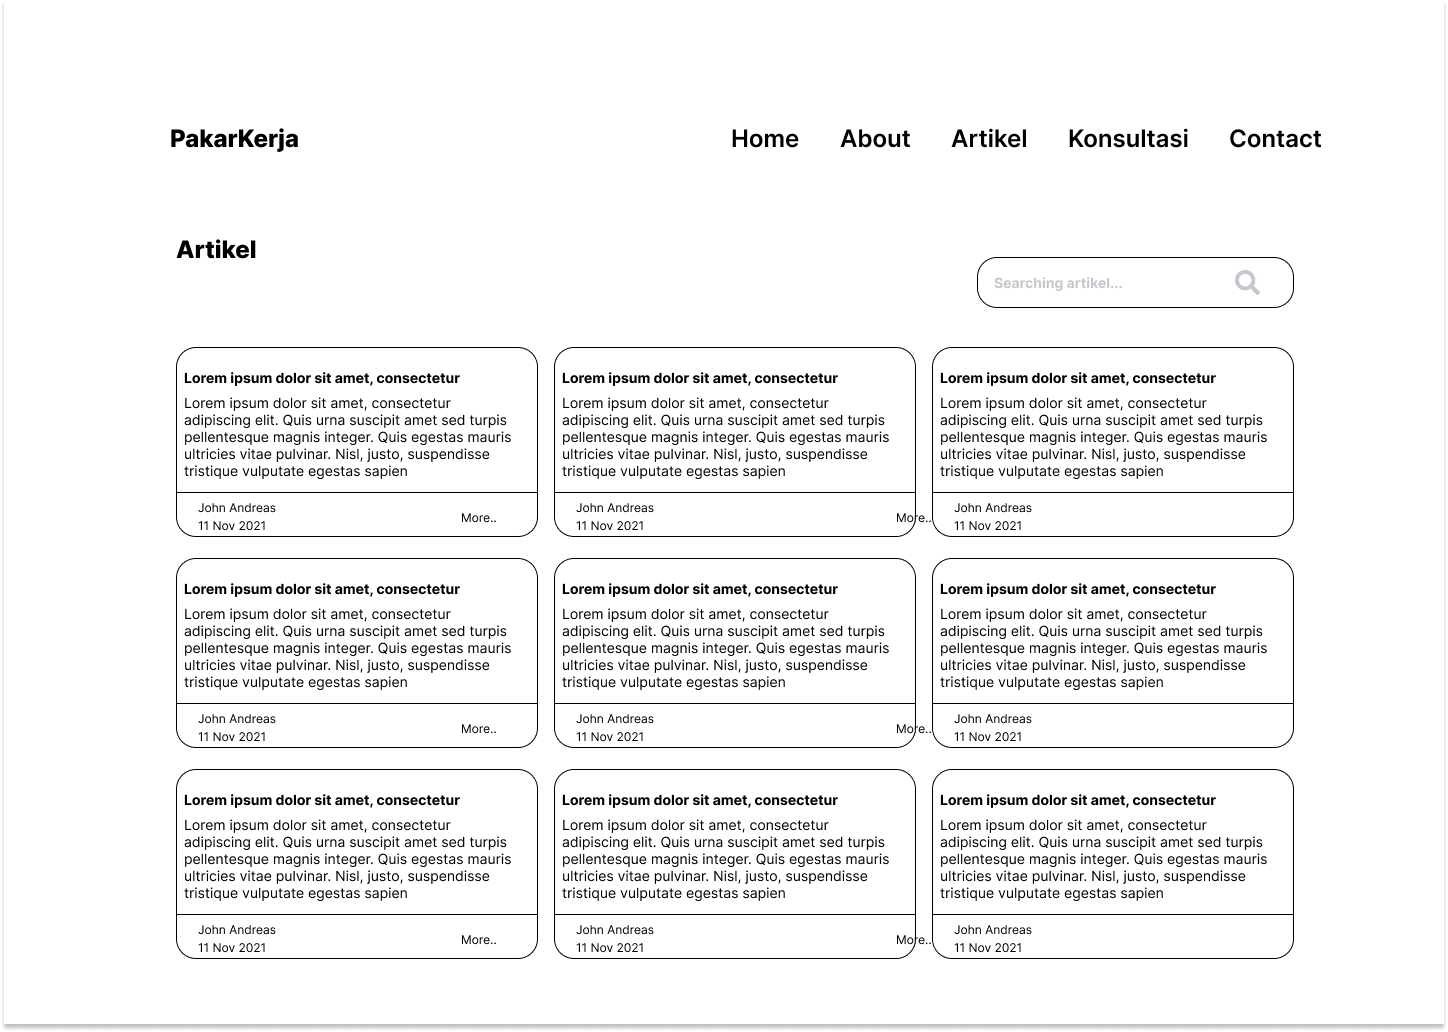 PakarKerja Home About Artikel Konsultasi Contact
Artikel
Searching artikel...
Lorem ipsum dolor sit amet, consectetur
Lorem ipsum dolor sit amet, consectetur
adipiscing elit. Quis urna suscipit amet sed turpis
pellentesque magnis integer. Quis egestas mauris
ultricies vitae pulvinar. Nisl, justo, suspendisse
tristique vulputate egestas sapien
John Andreas
11 Nov 2021
More..
Lorem ipsum dolor sit amet, consectetur
Lorem ipsum dolor sit amet, consectetur
adipiscing elit. Quis urna suscipit amet sed turpis
pellentesque magnis integer. Quis egestas mauris
ultricies vitae pulvinar. Nisl, justo, suspendisse
tristique vulputate egestas sapien
John Andreas
11 Nov 2021
More..
Lorem ipsum dolor sit amet, consectetur
Lorem ipsum dolor sit amet, consectetur
adipiscing elit. Quis urna suscipit amet sed turpis
pellentesque magnis integer. Quis egestas mauris
ultricies vitae pulvinar. Nisl, justo, suspendisse
tristique vulputate egestas sapien
John Andreas
11 Nov 2021
Lorem ipsum dolor sit amet, consectetur
Lorem ipsum dolor sit amet, consectetur
adipiscing elit. Quis urna suscipit amet sed turpis
pellentesque magnis integer. Quis egestas mauris
ultricies vitae pulvinar. Nisl, justo, suspendisse
tristique vulputate egestas sapien
John Andreas
11 Nov 2021
More..
Lorem ipsum dolor sit amet, consectetur
Lorem ipsum dolor sit amet, consectetur
adipiscing elit. Quis urna suscipit amet sed turpis
pellentesque magnis integer. Quis egestas mauris
ultricies vitae pulvinar. Nisl, justo, suspendisse
tristique vulputate egestas sapien
John Andreas
11 Nov 2021
More..
Lorem ipsum dolor sit amet, consectetur
Lorem ipsum dolor sit amet, consectetur
adipiscing elit. Quis urna suscipit amet sed turpis
pellentesque magnis integer. Quis egestas mauris
ultricies vitae pulvinar. Nisl, justo, suspendisse
tristique vulputate egestas sapien
John Andreas
11 Nov 2021
Lorem ipsum dolor sit amet, consectetur
Lorem ipsum dolor sit amet, consectetur
adipiscing elit. Quis urna suscipit amet sed turpis
pellentesque magnis integer. Quis egestas mauris
ultricies vitae pulvinar. Nisl, justo, suspendisse
tristique vulputate egestas sapien
John Andreas
11 Nov 2021
More..
Lorem ipsum dolor sit amet, consectetur
Lorem ipsum dolor sit amet, consectetur
adipiscing elit. Quis urna suscipit amet sed turpis
pellentesque magnis integer. Quis egestas mauris
ultricies vitae pulvinar. Nisl, justo, suspendisse
tristique vulputate egestas sapien
John Andreas
11 Nov 2021
More..
Lorem ipsum dolor sit amet, consectetur
Lorem ipsum dolor sit amet, consectetur
adipiscing elit. Quis urna suscipit amet sed turpis
pellentesque magnis integer. Quis egestas mauris
ultricies vitae pulvinar. Nisl, justo, suspendisse
tristique vulputate egestas sapien
John Andreas
11 Nov 2021